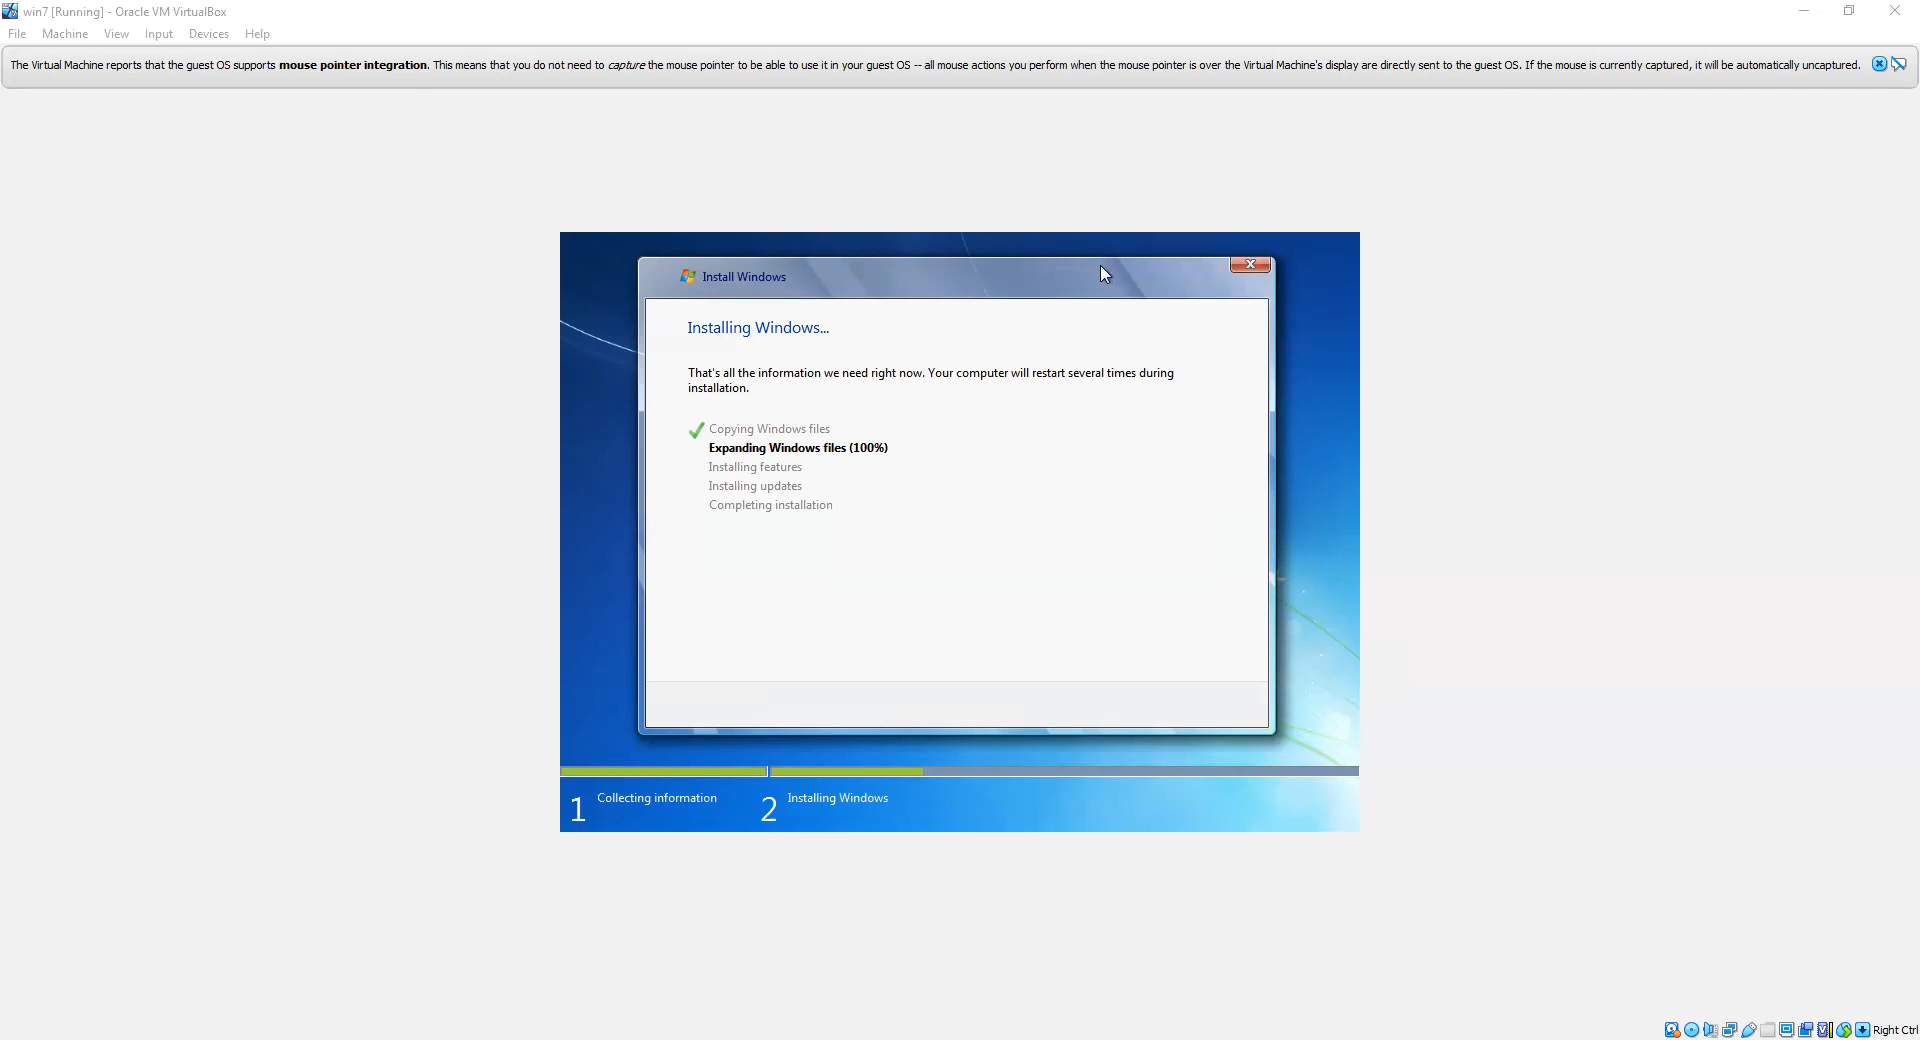 win7 [Running] - Oracle VM VirtualBox
File Machine View Input Devices Help
The Virtual Machine reports that the guest OS supports mouse pointer integration. This means that you do not need to capture the mouse pointer to be able to use it in your guest OS -- all mouse actions you perform when the mouse pointer is over the Virtual Machine's display are directly sent to the guest OS. If the mouse is currently captured, it will be automatically uncaptured.
Install Windows
Installing Windows...
That's all the information we need right now. Your computer will restart several times during
installation.
Copying Windows files
Expanding Windows files (100%)
Installing features
Installing updates
Completing installation
1 Collecting information 2 Installing Windows
Right Ctrl